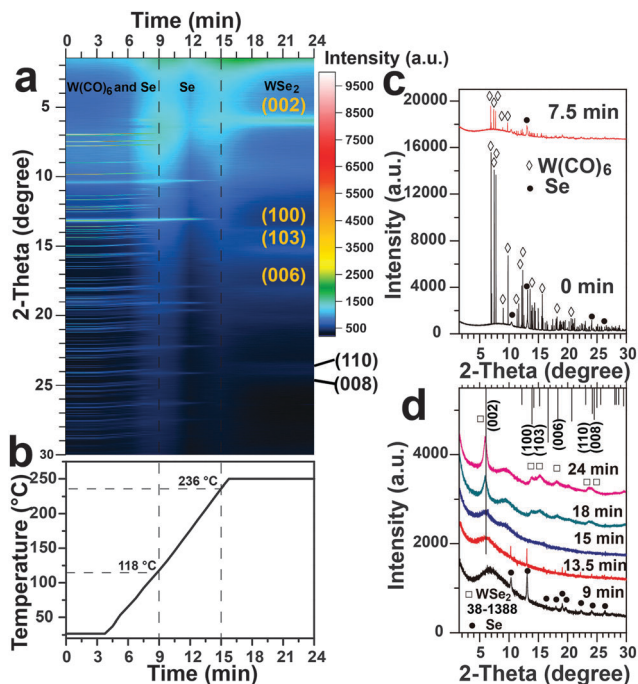 Time (min)
0 3 6 9 12 15 18 21 24
a
W(CO)6 and Se
Se
WSe2
(002)
(100)
(103)
(006)
(110)
(008)
5
10
15
20
25
30
2-Theta (degree)
Intensity (a.u.)
9500
8500
7500
6500
5500
4500
3500
2500
1500
500
b
236 °C
118 °C
250
200
150
100
50
Temperature (°C)
0 3 6 9 12 15 18 21 24
Time (min)
c
7.5 min
W(CO)6
Se
0 min
20000
16000
12000
8000
4000
0
Intensity (a.u.)
5 10 15 20 25 30
2-Theta (degree)
d
(002)
(100)
(103)
(006)
(110)
(008)
24 min
18 min
15 min
13.5 min
9 min
WSe2
38-1388
Se
4000
2000
0
Intensity (a.u.)
5 10 15 20 25 30
2-Theta (degree)